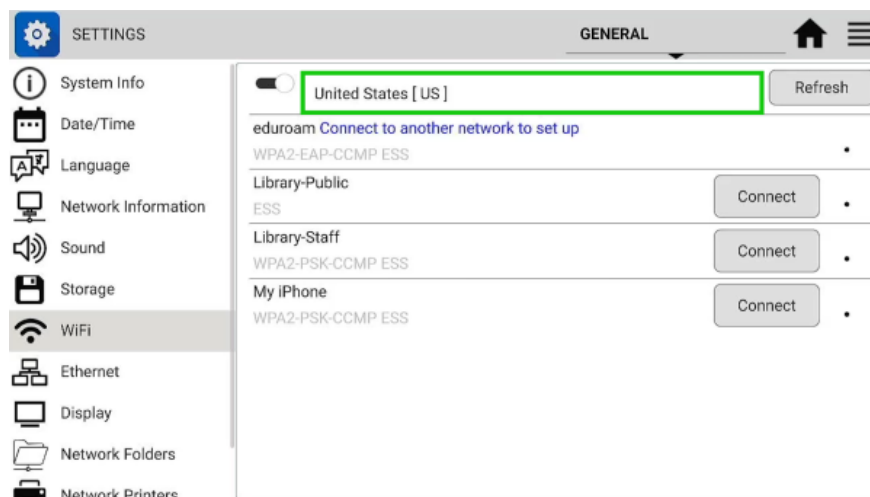 SETTINGS
GENERAL
System Info
Date/Time
Language
Network Information
Sound
Storage
WiFi
Ethernet
Display
Network Folders
Network Printers
United States [ US ]
Refresh
eduroam Connect to another network to set up
WPA2-EAP-CCMP ESS
Library-Public
ESS
Connect
Library-Staff
WPA2-PSK-CCMP ESS
Connect
My iPhone
WPA2-PSK-CCMP ESS
Connect